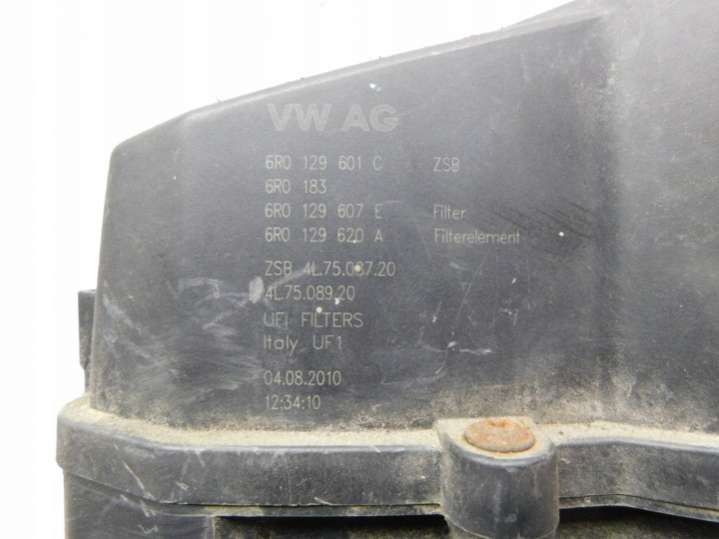 VW AG
6R0 129 601 C ZSB
6R0 183
6R0 129 607 E Filter
6R0 129 620 A Filterelement
ZSB 4L.75.087.20
4L.75.089.20
UFI FILTERS
Italy UF1
04.08.2010
12:34:10